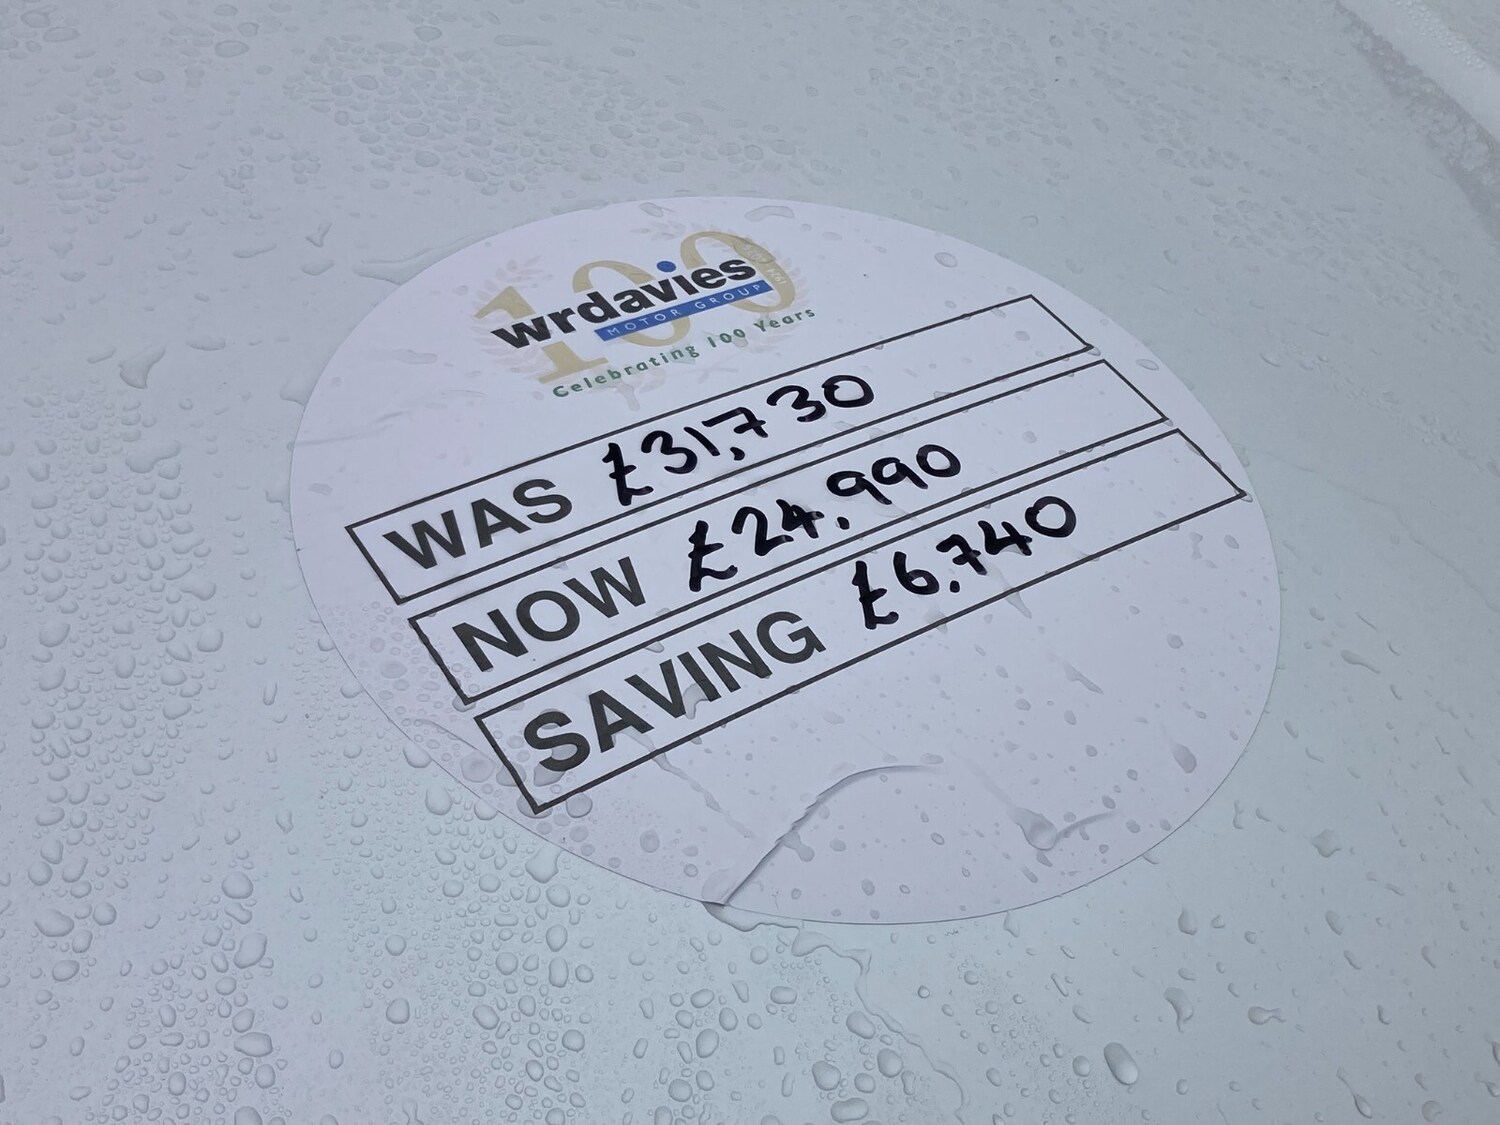 100
wrdavies
MOTOR GROUP
Celebrating 100 Years
WAS £31,730
NOW £24,990
SAVING £6,740